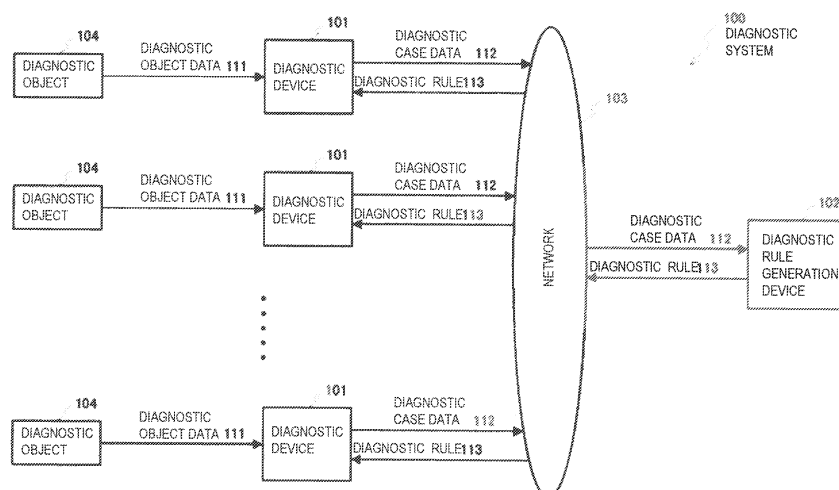 100
DIAGNOSTIC
SYSTEM
104
DIAGNOSTIC
OBJECT
DIAGNOSTIC
OBJECT DATA 111
101
DIAGNOSTIC
DEVICE
DIAGNOSTIC
CASE DATA 112
DIAGNOSTIC RULE113
103
104
DIAGNOSTIC
OBJECT
DIAGNOSTIC
OBJECT DATA 111
101
DIAGNOSTIC
DEVICE
DIAGNOSTIC
CASE DATA 112
DIAGNOSTIC RULE113
NETWORK
DIAGNOSTIC
CASE DATA 112
DIAGNOSTIC RULE113
102
DIAGNOSTIC
RULE
GENERATION
DEVICE
104
DIAGNOSTIC
OBJECT
DIAGNOSTIC
OBJECT DATA 111
101
DIAGNOSTIC
DEVICE
DIAGNOSTIC
CASE DATA 112
DIAGNOSTIC RULE113